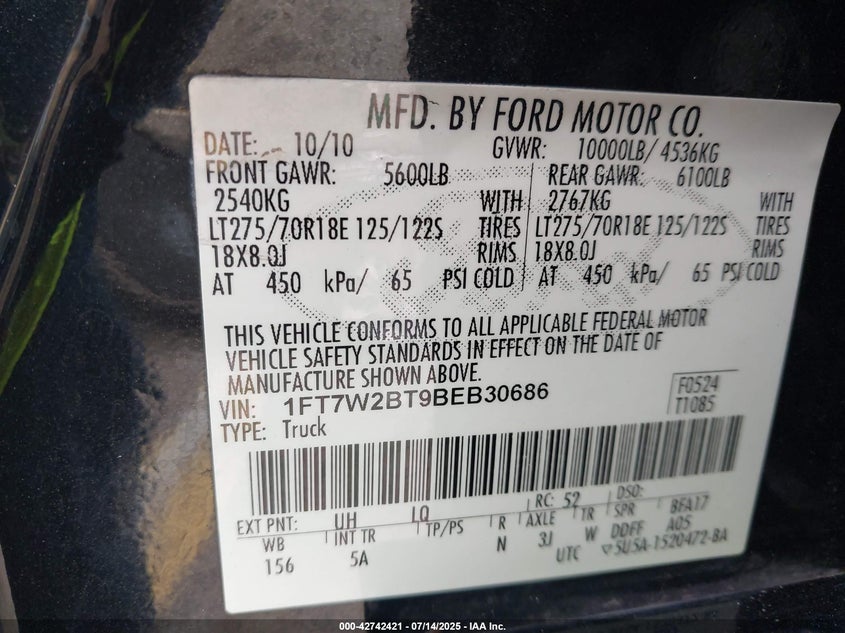 MFD. BY FORD MOTOR CO.
DATE: 10/10 GVWR: 10000LB/ 4536KG
FRONT GAWR: 5600LB REAR GAWR: 6100LB
2540KG WITH 2767KG WITH
LT275/70R18E 125/122S TIRES LT275/70R18E 125/122S TIRES
18X8.0J RIMS 18X8.0J RIMS
AT 450 kPa/ 65 PSI COLD AT 450 kPa/ 65 PSI COLD
THIS VEHICLE CONFORMS TO ALL APPLICABLE FEDERAL MOTOR
VEHICLE SAFETY STANDARDS IN EFFECT ON THE DATE OF
MANUFACTURE SHOWN ABOVE.
VIN: 1FT7W2BT9BEB30686 F0524
TYPE: Truck T1085
EXT PNT: UH LQ RC: 52 DSO:
WB INT TR TP/PS R AXLE TR SPR BFA17
156 5A N 3J W DDFF A05
UTC ▽5U5A-1520472-BA
000-42742421 - 07/14/2025 - IAA Inc.